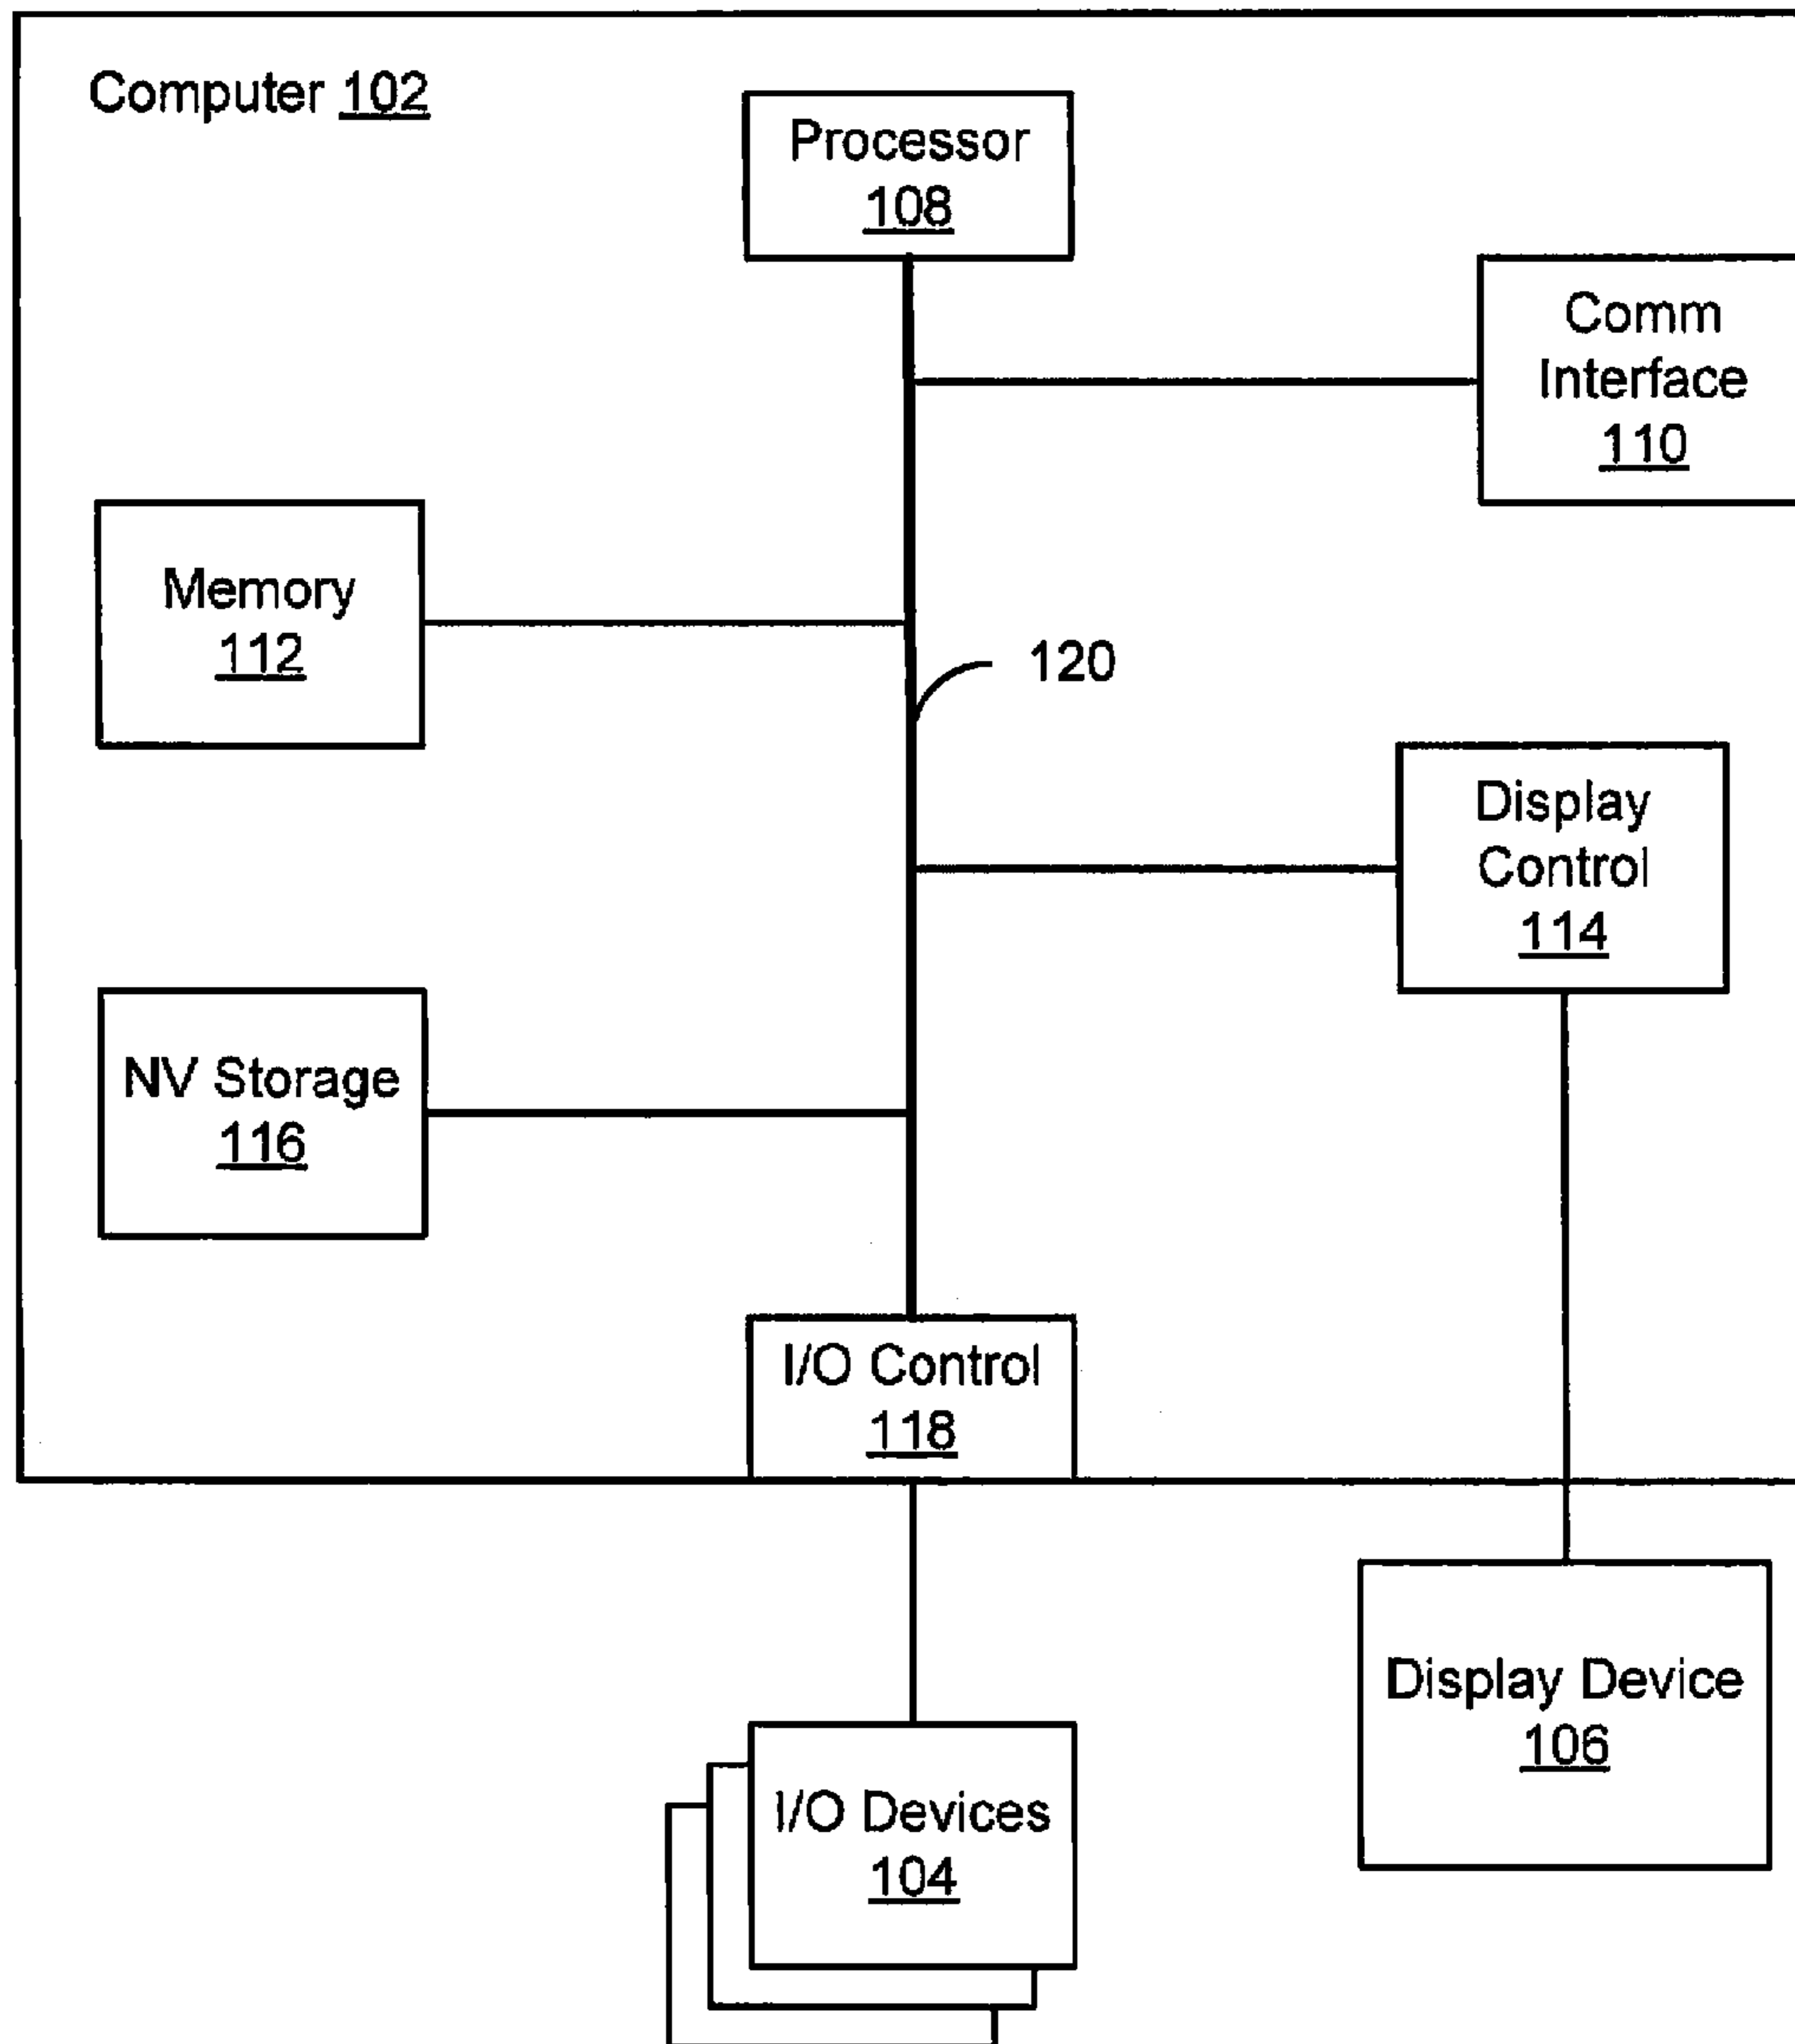 Computer 102
Processor
108
Comm
Interface
110
Memory
112
120
Display
Control
114
NV Storage
116
I/O Control
118
Display Device
106
I/O Devices
104